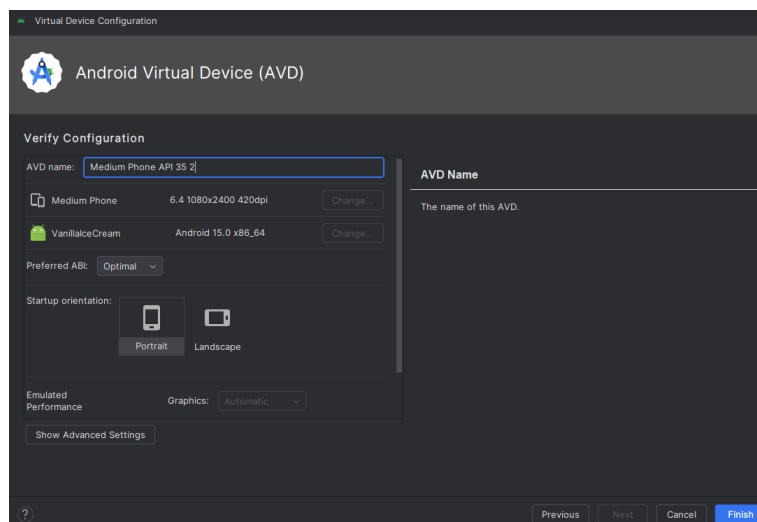 Virtual Device Configuration
Android Virtual Device (AVD)
Verify Configuration
AVD name: Medium Phone API 35 2
AVD Name
Medium Phone 6.4 1080x2400 420dpi Change...
The name of this AVD.
VanillaIceCream Android 15.0 x86_64 Change...
Preferred ABI: Optimal
Startup orientation:
Portrait Landscape
Emulated
Performance
Graphics: Automatic
Show Advanced Settings
? Previous Next Cancel Finish